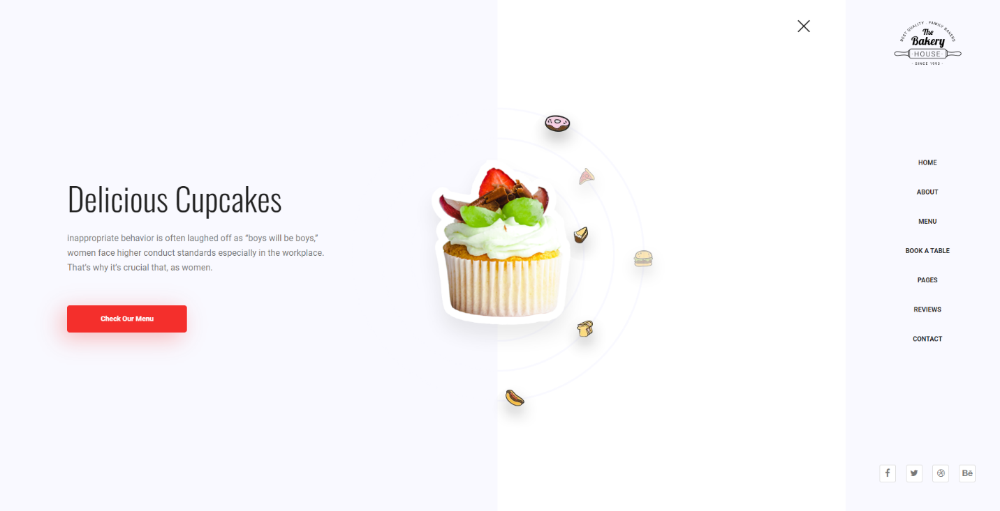 BEST QUALITY · FAMILY BAKERS
The
Bakery
· HOUSE ·
· SINCE 1993 ·
HOME
ABOUT
MENU
BOOK A TABLE
PAGES
REVIEWS
CONTACT
Delicious Cupcakes
inappropriate behavior is often laughed off as “boys will be boys,”
women face higher conduct standards especially in the workplace.
That’s why it’s crucial that, as women.
Check Our Menu
Bē